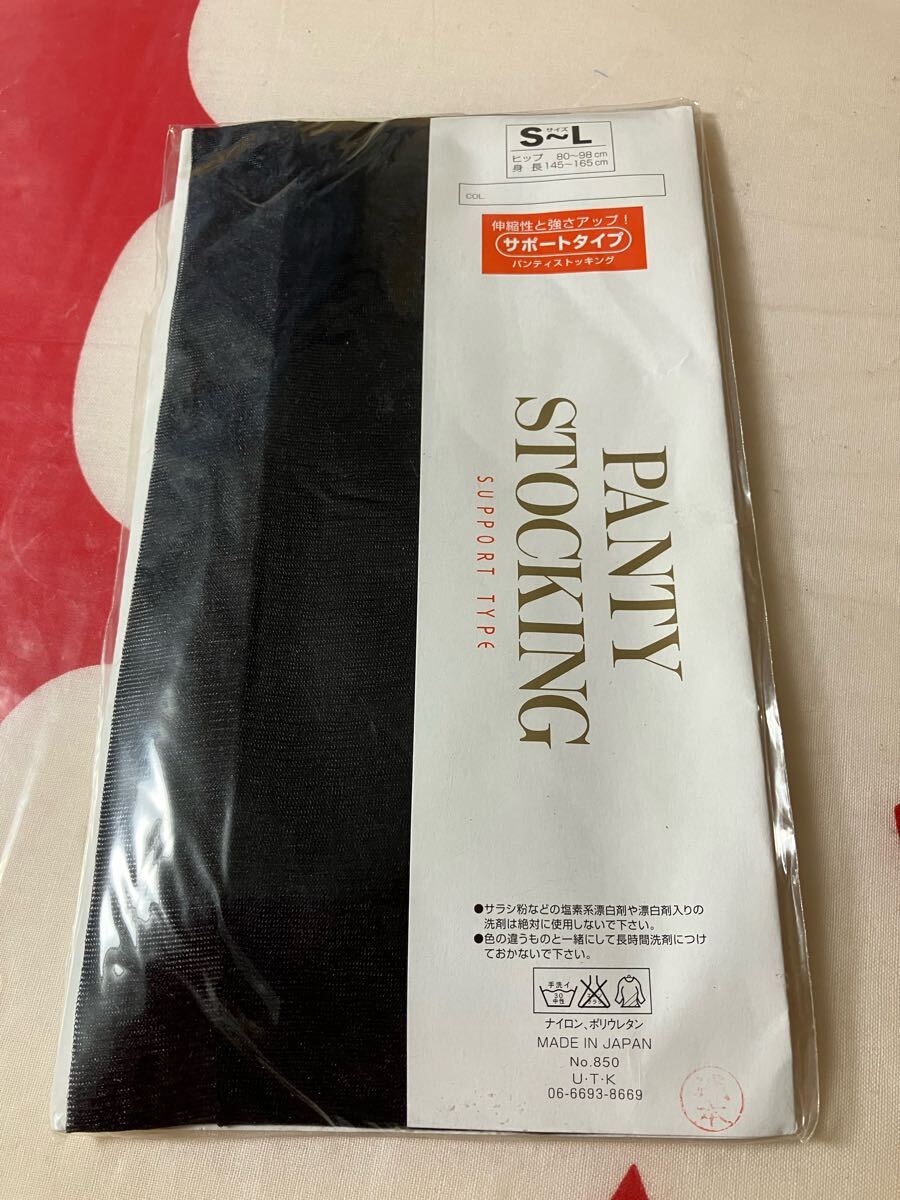 S〜L
サイズ
ヒップ 80〜98cm
身長 145〜165cm
COL.
伸縮性と強さアップ!
サポートタイプ
パンティストッキング
PANTY
STOCKING
SUPPORT TYPE
●サラシ粉などの塩素系漂白剤や漂白剤入りの
洗剤は絶対に使用しないで下さい。
●色の違うものと一緒にして長時間洗剤につけ
ておかないで下さい。
手洗イ
30
中性
ナイロン、ポリウレタン
MADE IN JAPAN
No.850
U・T・K
06-6693-8669